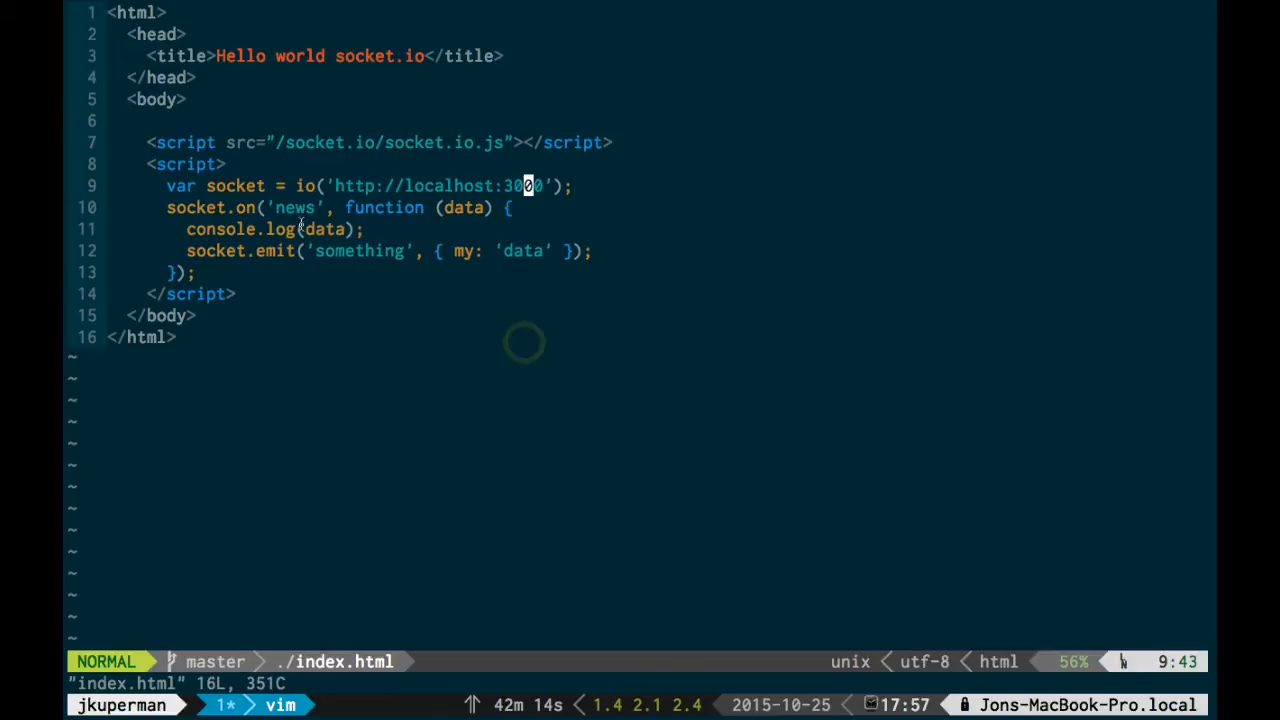 1 <html>
2 <head>
3 <title>Hello world socket.io</title>
4 </head>
5 <body>
6
7 <script src="/socket.io/socket.io.js"></script>
8 <script>
9 var socket = io('http://localhost:3000');
10 socket.on('news', function (data) {
11 console.log(data);
12 socket.emit('something', { my: 'data' });
13 });
14 </script>
15 </body>
16 </html>
~
~
~
~
~
~
~
~
~
~
~
~
~
~
NORMAL master ./index.html unix utf-8 html 56% 9:43
"index.html" 16L, 351C
jkuperman 1* vim 42m 14s 1.4 2.1 2.4 2015-10-25 17:57 Jons-MacBook-Pro.local